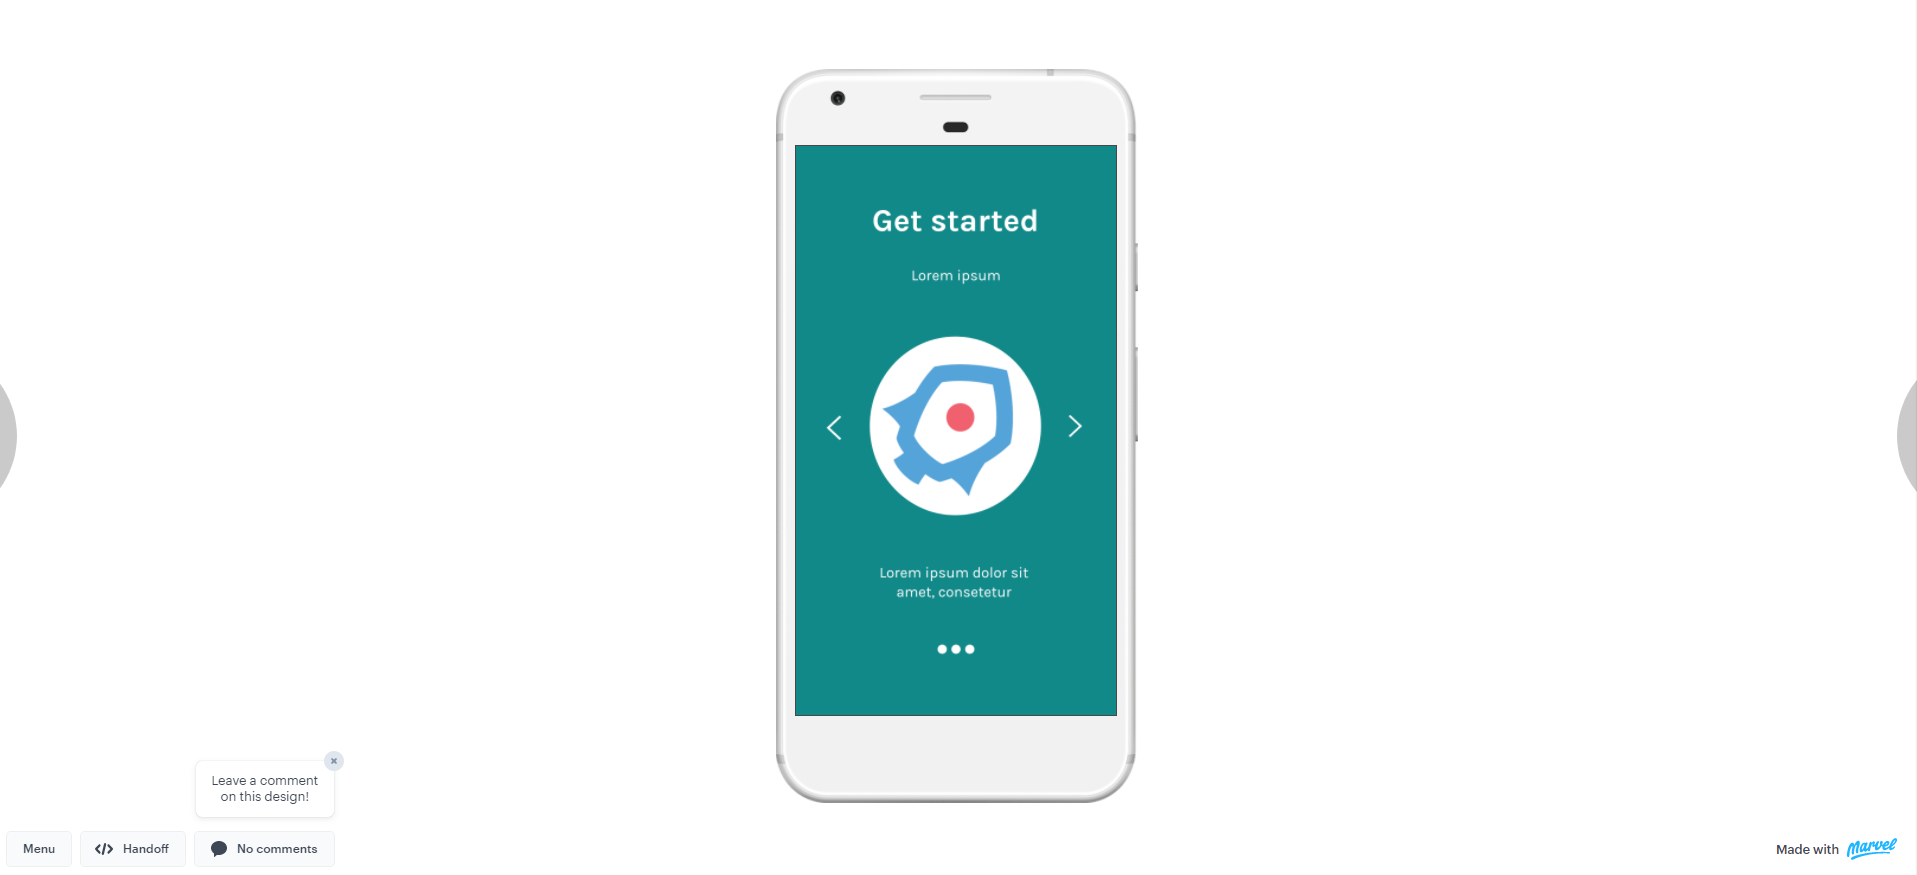 Get started
Lorem ipsum
Lorem ipsum dolor sit
amet, consetetur
Leave a comment
on this design!
Menu
Handoff
No comments
Made with Marvel